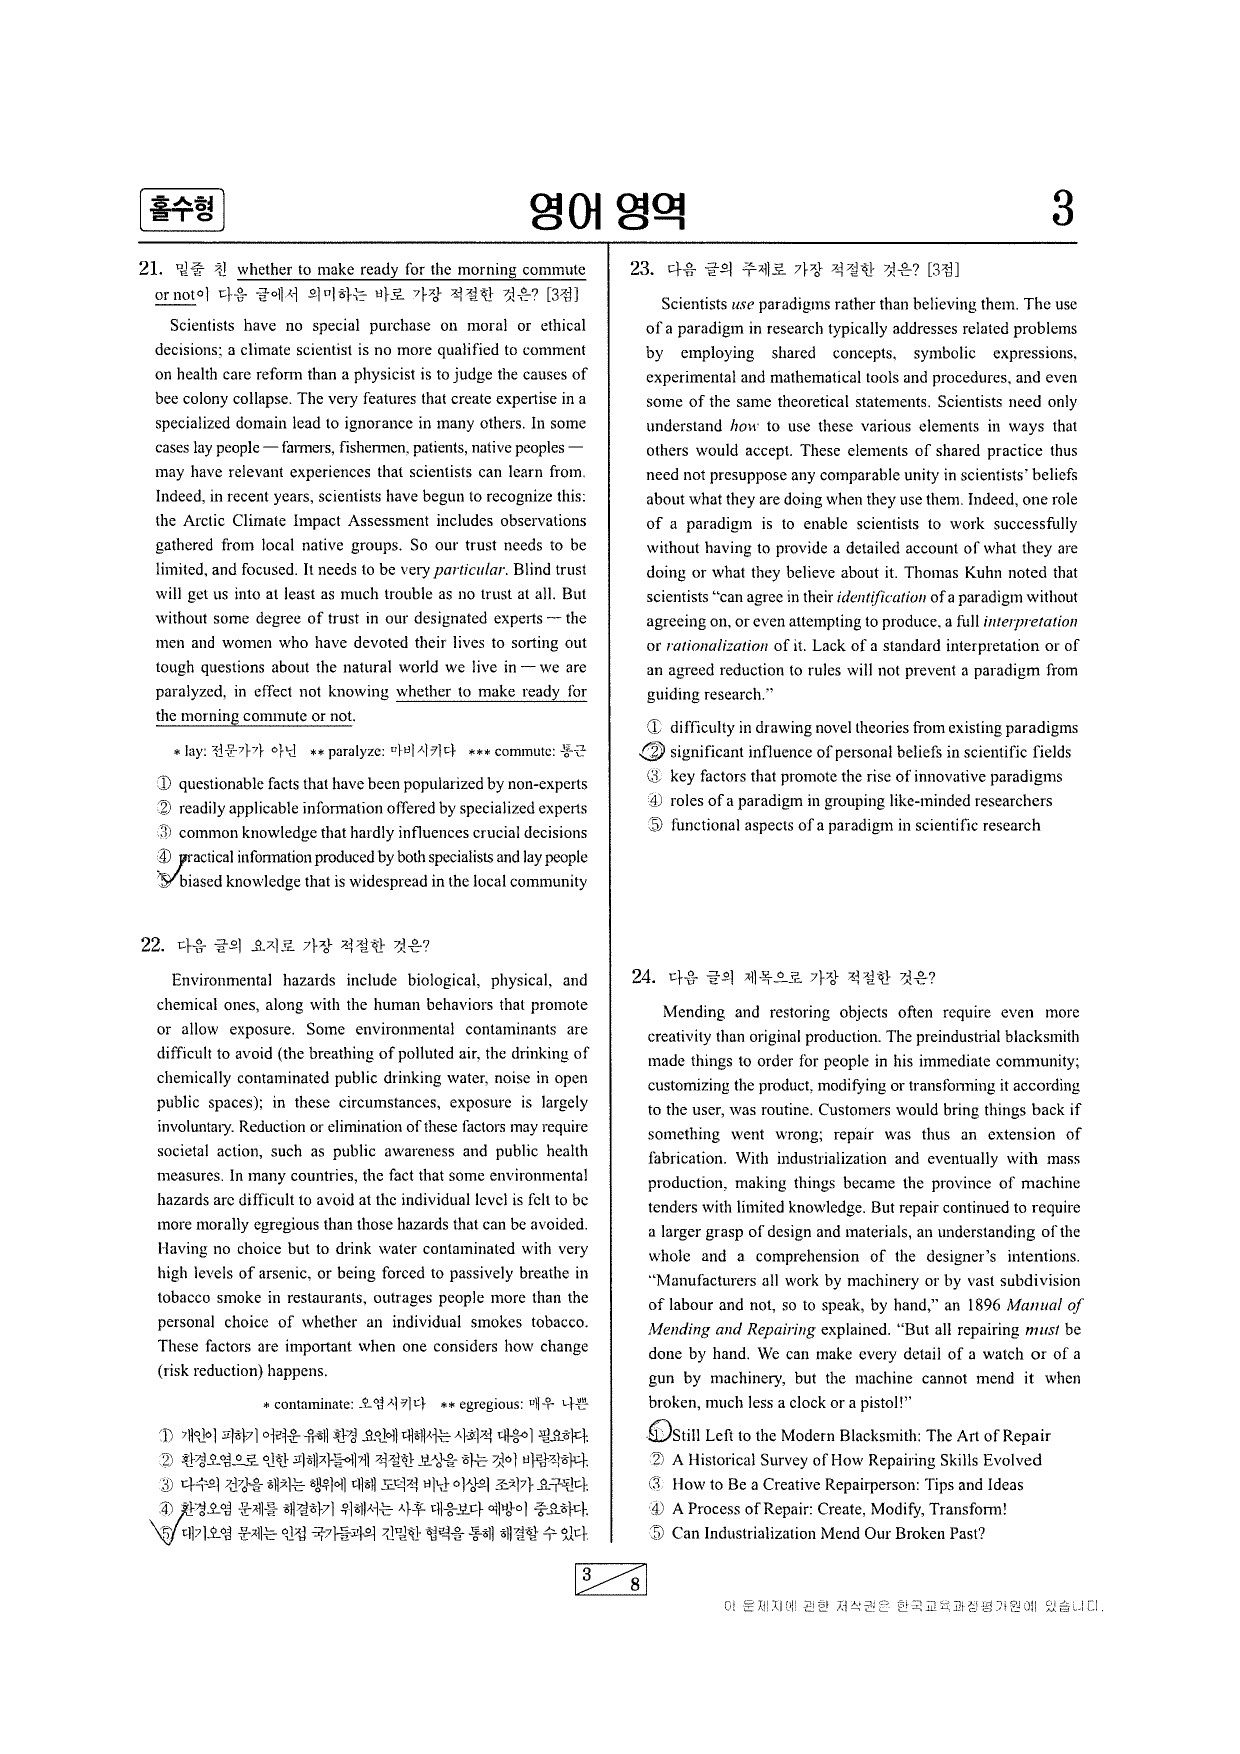 홀수형
영어 영역
3
21. 밑줄 친 whether to make ready for the morning commute
or not이 다음 글에서 의미하는 바로 가장 적절한 것은? [3점]
Scientists have no special purchase on moral or ethical
decisions; a climate scientist is no more qualified to comment
on health care reform than a physicist is to judge the causes of
bee colony collapse. The very features that create expertise in a
specialized domain lead to ignorance in many others. In some
cases lay people — farmers, fishermen, patients, native peoples —
may have relevant experiences that scientists can learn from.
Indeed, in recent years, scientists have begun to recognize this:
the Arctic Climate Impact Assessment includes observations
gathered from local native groups. So our trust needs to be
limited, and focused. It needs to be very particular. Blind trust
will get us into at least as much trouble as no trust at all. But
without some degree of trust in our designated experts — the
men and women who have devoted their lives to sorting out
tough questions about the natural world we live in — we are
paralyzed, in effect not knowing whether to make ready for
the morning commute or not.
* lay: 전문가가 아닌 ** paralyze: 마비시키다 *** commute: 통근
① questionable facts that have been popularized by non-experts
② readily applicable information offered by specialized experts
③ common knowledge that hardly influences crucial decisions
④ practical information produced by both specialists and lay people
⑤ biased knowledge that is widespread in the local community
22. 다음 글의 요지로 가장 적절한 것은?
Environmental hazards include biological, physical, and
chemical ones, along with the human behaviors that promote
or allow exposure. Some environmental contaminants are
difficult to avoid (the breathing of polluted air, the drinking of
chemically contaminated public drinking water, noise in open
public spaces); in these circumstances, exposure is largely
involuntary. Reduction or elimination of these factors may require
societal action, such as public awareness and public health
measures. In many countries, the fact that some environmental
hazards are difficult to avoid at the individual level is felt to be
more morally egregious than those hazards that can be avoided.
Having no choice but to drink water contaminated with very
high levels of arsenic, or being forced to passively breathe in
tobacco smoke in restaurants, outrages people more than the
personal choice of whether an individual smokes tobacco.
These factors are important when one considers how change
(risk reduction) happens.
* contaminate: 오염시키다 ** egregious: 매우 나쁜
① 개인이 피하기 어려운 유해 환경 요인에 대해서는 사회적 대응이 필요하다.
② 환경오염으로 인한 피해자들에게 적절한 보상을 하는 것이 바람직하다.
③ 다수의 건강을 해치는 행위에 대해 도덕적 비난 이상의 조치가 요구된다.
④ 환경오염 문제를 해결하기 위해서는 사후 대응보다 예방이 중요하다.
⑤ 대기오염 문제는 인접 국가들과의 긴밀한 협력을 통해 해결할 수 있다.
23. 다음 글의 주제로 가장 적절한 것은? [3점]
Scientists use paradigms rather than believing them. The use
of a paradigm in research typically addresses related problems
by employing shared concepts, symbolic expressions,
experimental and mathematical tools and procedures, and even
some of the same theoretical statements. Scientists need only
understand how to use these various elements in ways that
others would accept. These elements of shared practice thus
need not presuppose any comparable unity in scientists' beliefs
about what they are doing when they use them. Indeed, one role
of a paradigm is to enable scientists to work successfully
without having to provide a detailed account of what they are
doing or what they believe about it. Thomas Kuhn noted that
scientists “can agree in their identification of a paradigm without
agreeing on, or even attempting to produce, a full interpretation
or rationalization of it. Lack of a standard interpretation or of
an agreed reduction to rules will not prevent a paradigm from
guiding research.”
① difficulty in drawing novel theories from existing paradigms
② significant influence of personal beliefs in scientific fields
③ key factors that promote the rise of innovative paradigms
④ roles of a paradigm in grouping like-minded researchers
⑤ functional aspects of a paradigm in scientific research
24. 다음 글의 제목으로 가장 적절한 것은?
Mending and restoring objects often require even more
creativity than original production. The preindustrial blacksmith
made things to order for people in his immediate community;
customizing the product, modifying or transforming it according
to the user, was routine. Customers would bring things back if
something went wrong; repair was thus an extension of
fabrication. With industrialization and eventually with mass
production, making things became the province of machine
tenders with limited knowledge. But repair continued to require
a larger grasp of design and materials, an understanding of the
whole and a comprehension of the designer's intentions.
“Manufacturers all work by machinery or by vast subdivision
of labour and not, so to speak, by hand,” an 1896 Manual of
Mending and Repairing explained. “But all repairing must be
done by hand. We can make every detail of a watch or of a
gun by machinery, but the machine cannot mend it when
broken, much less a clock or a pistol!”
① Still Left to the Modern Blacksmith: The Art of Repair
② A Historical Survey of How Repairing Skills Evolved
③ How to Be a Creative Repairperson: Tips and Ideas
④ A Process of Repair: Create, Modify, Transform!
⑤ Can Industrialization Mend Our Broken Past?
3
8
이 문제지에 관한 저작권은 한국교육과정평가원에 있습니다.